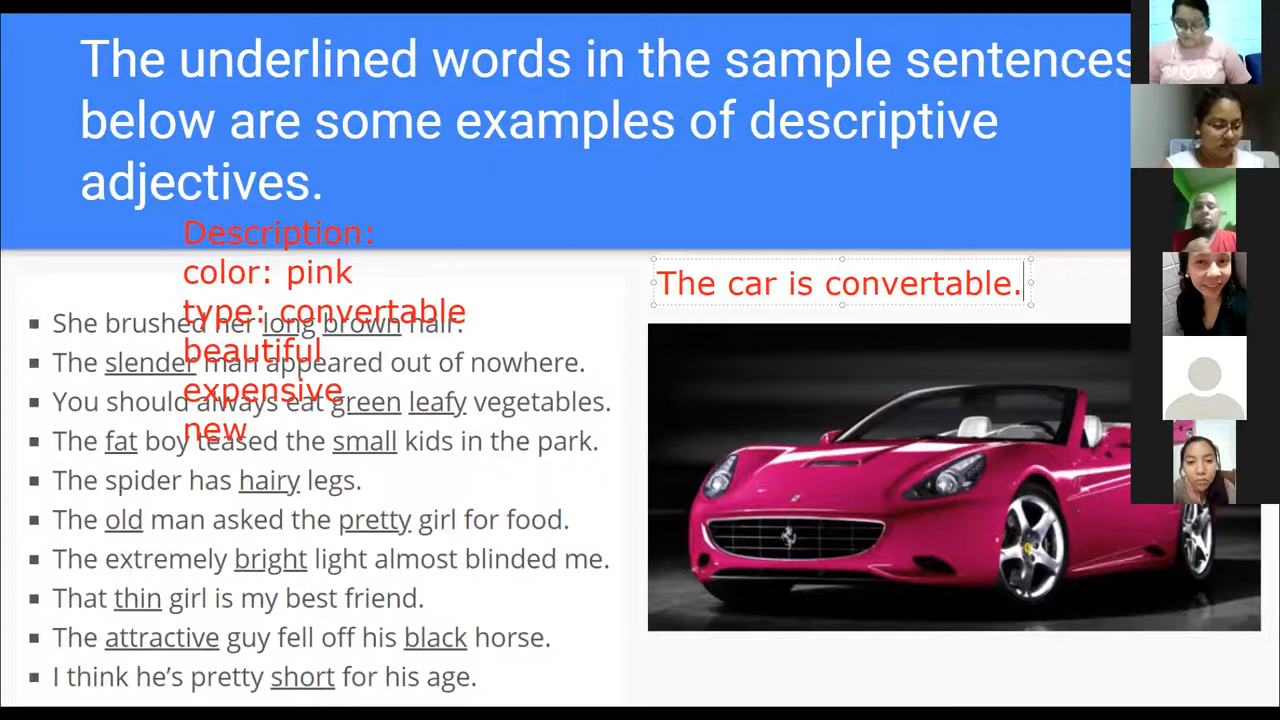 The underlined words in the sample sentences
below are some examples of descriptive
adjectives.
Description:
color: pink
type: convertable
beautiful
expensive
new
The car is convertable.
She brushed her long brown hair.
The slender man appeared out of nowhere.
You should always eat green leafy vegetables.
The fat boy teased the small kids in the park.
The spider has hairy legs.
The old man asked the pretty girl for food.
The extremely bright light almost blinded me.
That thin girl is my best friend.
The attractive guy fell off his black horse.
I think he’s pretty short for his age.